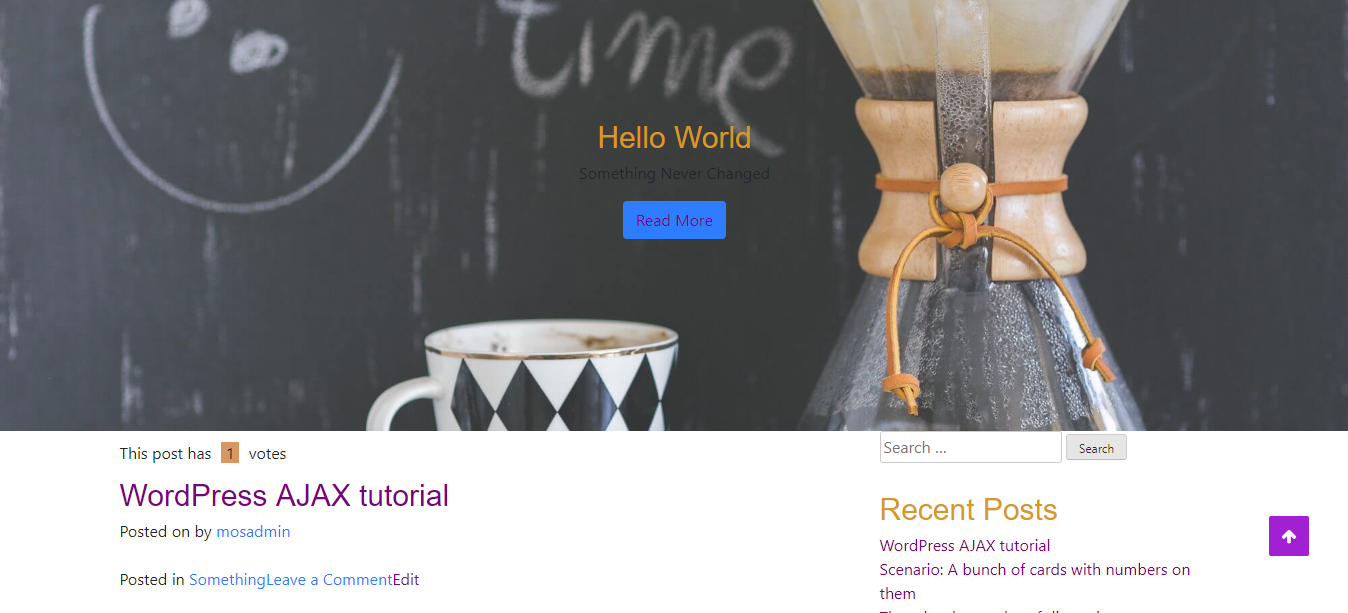 time
Hello World
Something Never Changed
Read More
This post has 1 votes
WordPress AJAX tutorial
Posted on by mosadmin
Posted in SomethingLeave a CommentEdit
Search ...
Search
Recent Posts
WordPress AJAX tutorial
Scenario: A bunch of cards with numbers on
them